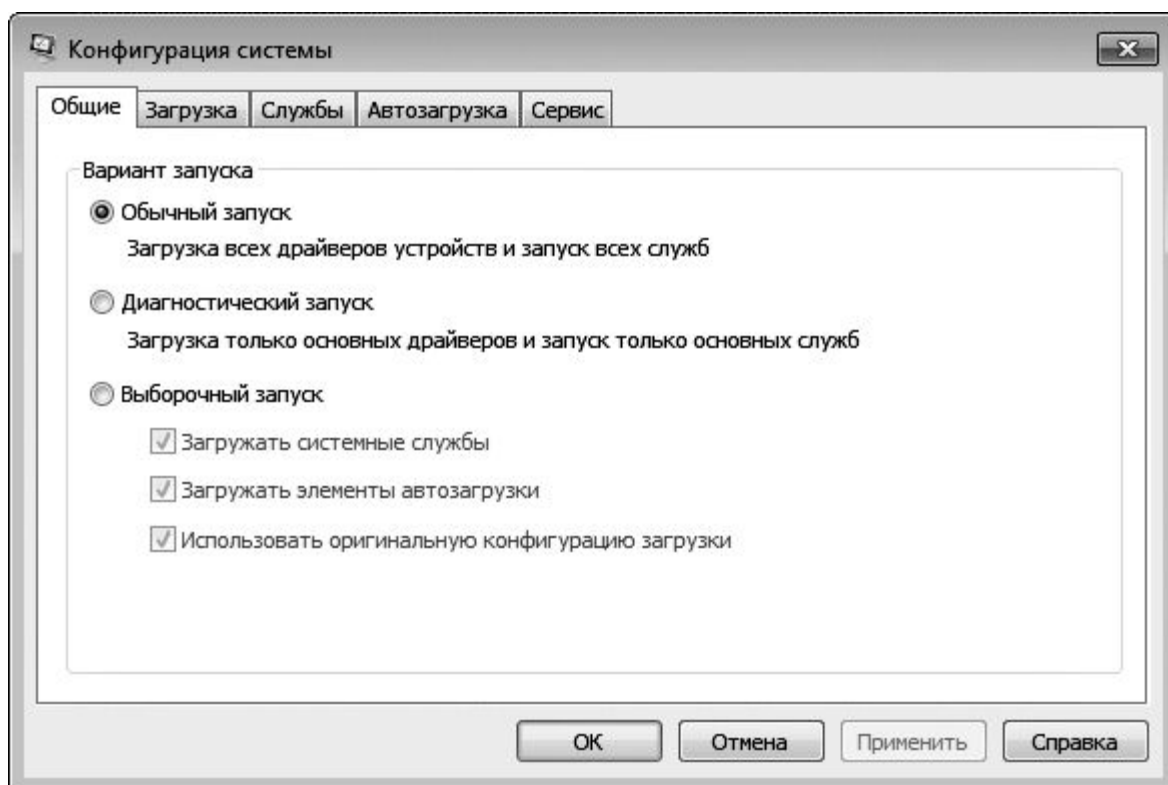 Конфигурация системы
Общие Загрузка Службы Автозагрузка Сервис
Вариант запуска
Обычный запуск
Загрузка всех драйверов устройств и запуск всех служб
Диагностический запуск
Загрузка только основных драйверов и запуск только основных служб
Выборочный запуск
Загружать системные службы
Загружать элементы автозагрузки
Использовать оригинальную конфигурацию загрузки
ОК Отмена Применить Справка